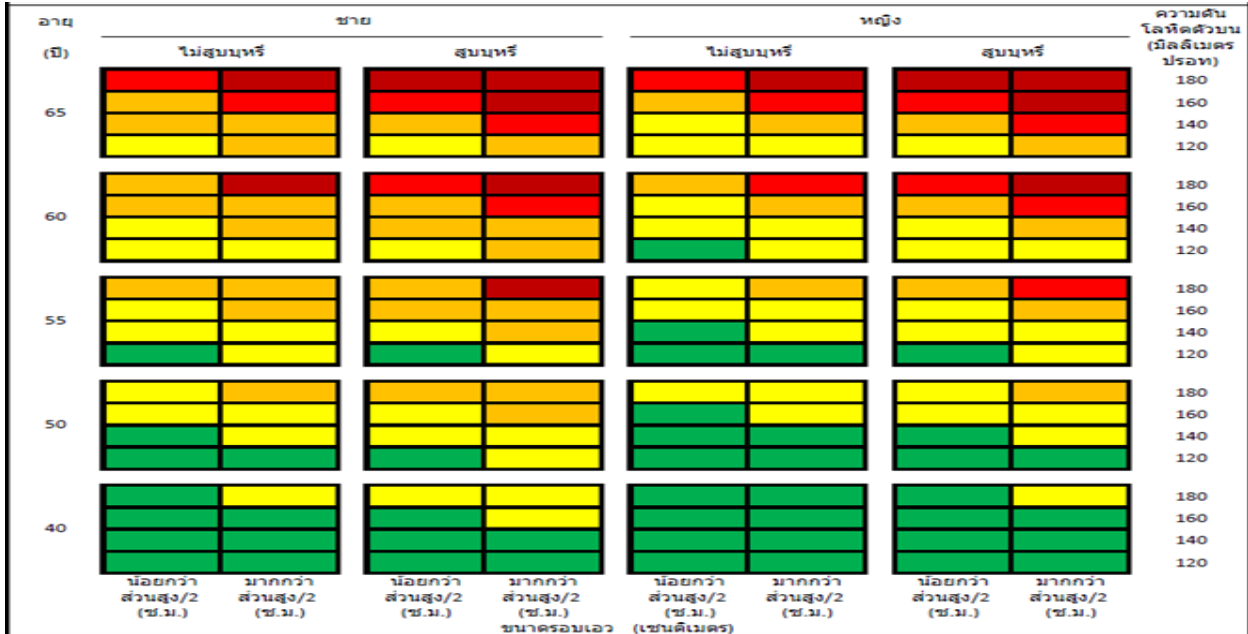 อายุ
(ปี)
ชาย
หญิง
ความดัน
โลหิตตัวบน
(มิลลิเมตร
ปรอท)
ไม่สูบบุหรี่
สูบบุหรี่
ไม่สูบบุหรี่
สูบบุหรี่
65
180
160
140
120
60
180
160
140
120
55
180
160
140
120
50
180
160
140
120
40
180
160
140
120
น้อยกว่า
ส่วนสูง/2
(ซ.ม.)
มากกว่า
ส่วนสูง/2
(ซ.ม.)
น้อยกว่า
ส่วนสูง/2
(ซ.ม.)
มากกว่า
ส่วนสูง/2
(ซ.ม.)
น้อยกว่า
ส่วนสูง/2
(ซ.ม.)
มากกว่า
ส่วนสูง/2
(ซ.ม.)
น้อยกว่า
ส่วนสูง/2
(ซ.ม.)
มากกว่า
ส่วนสูง/2
(ซ.ม.)
ขนาดรอบเอว (เซนติเมตร)